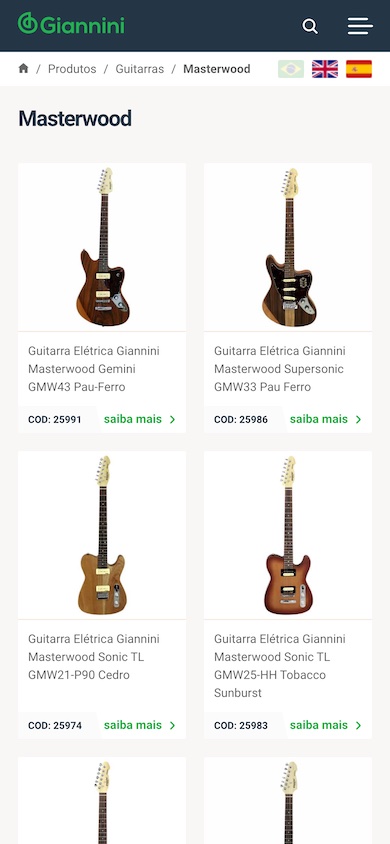 Giannini
/ Produtos / Guitarras / Masterwood
Masterwood
Guitarra Elétrica Giannini
Masterwood Gemini
GMW43 Pau-Ferro
COD: 25991 saiba mais
Guitarra Elétrica Giannini
Masterwood Supersonic
GMW33 Pau Ferro
COD: 25986 saiba mais
Guitarra Elétrica Giannini
Masterwood Sonic TL
GMW21-P90 Cedro
COD: 25974 saiba mais
Guitarra Elétrica Giannini
Masterwood Sonic TL
GMW25-HH Tobacco
Sunburst
COD: 25983 saiba mais